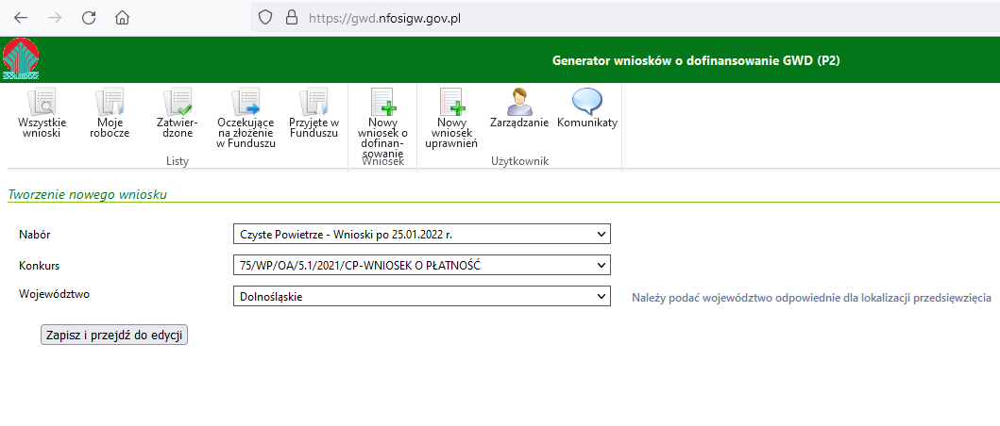 https://gwd.nfosigw.gov.pl
Generator wniosków o dofinansowanie GWD (P2)
Wszystkie
wnioski
Moje
robocze
Zatwier-
dzone
Oczekujące
na złożenie
w Funduszu
Przyjęte w
Funduszu
Listy
Nowy
wniosek o
dofinan-
sowanie
Wniosek
Nowy
wniosek
uprawnień
Zarządzanie
Komunikaty
Użytkownik
Tworzenie nowego wniosku
Nabór
Czyste Powietrze - Wnioski po 25.01.2022 r.
Konkurs
75/WP/OA/5.1/2021/CP-WNIOSEK O PŁATNOŚĆ
Województwo
Dolnośląskie
Należy podać województwo odpowiednie dla lokalizacji przedsięwzięcia
Zapisz i przejdź do edycji